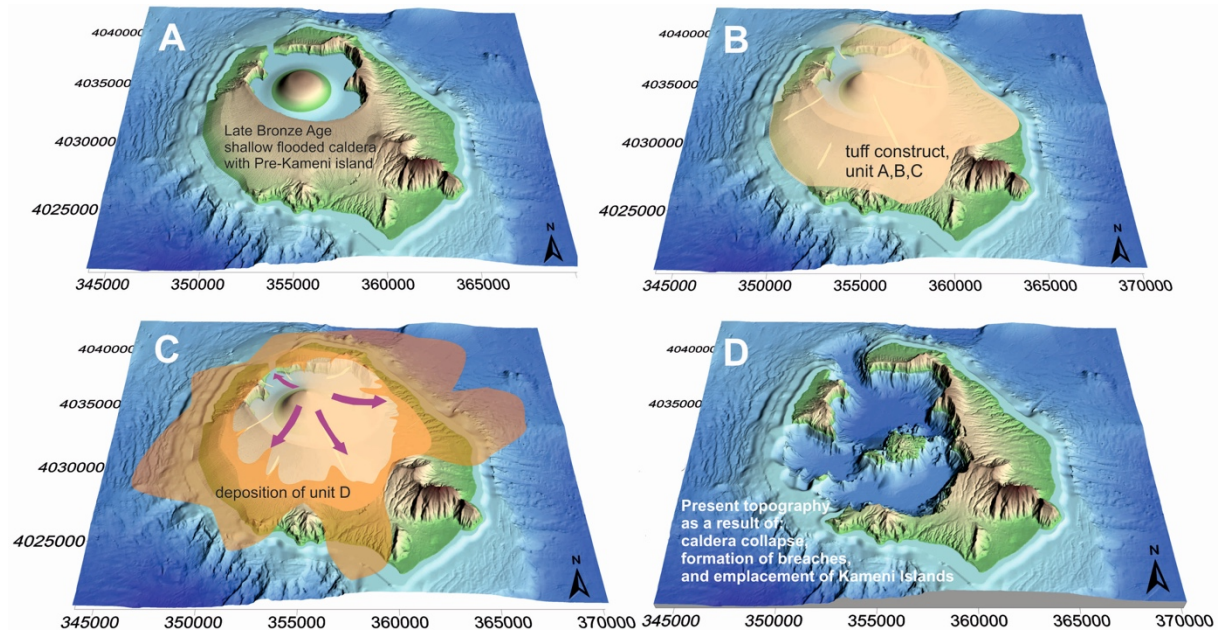 A
4040000
4035000
4030000
4025000
Late Bronze Age
shallow flooded caldera
with Pre-Kameni island
N
345000 350000 355000 360000 365000
B
4040000
4035000
4030000
4025000
tuff construct,
unit A,B,C
N
345000 350000 355000 360000 365000 370000
C
4040000
4035000
4030000
4025000
deposition of unit D
N
345000 350000 355000 360000 365000 370000
D
4040000
4035000
4030000
4025000
Present topography
as a result of:
caldera collapse,
formation of breaches,
and emplacement of Kameni Islands
N
345000 350000 355000 360000 365000 370000